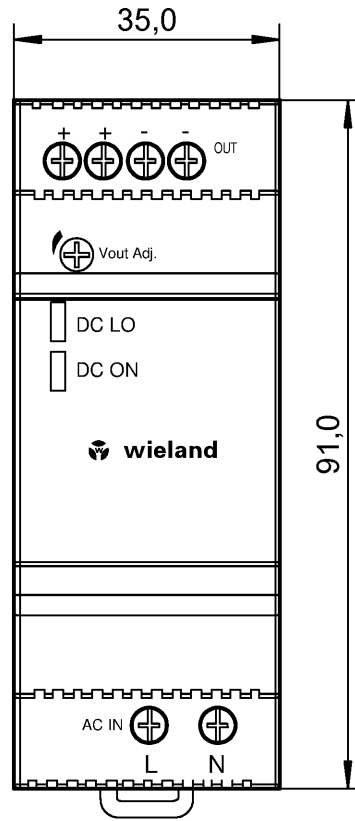 35,0
+ + - -
OUT
Vout Adj.
DC LO
DC ON
wieland
91,0
AC IN
L N